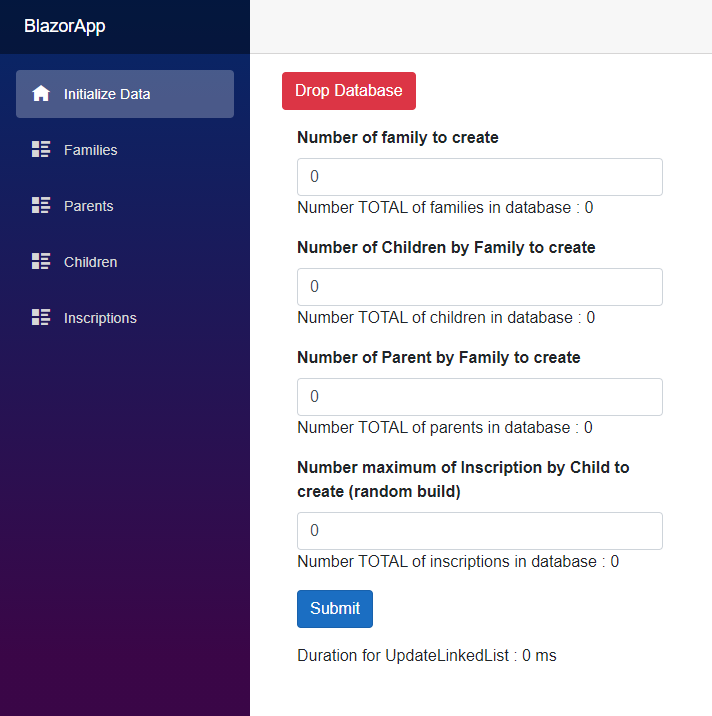 BlazorApp
Initialize Data
Families
Parents
Children
Inscriptions
Drop Database
Number of family to create
0
Number TOTAL of families in database : 0
Number of Children by Family to create
0
Number TOTAL of children in database : 0
Number of Parent by Family to create
0
Number TOTAL of parents in database : 0
Number maximum of Inscription by Child to
create (random build)
0
Number TOTAL of inscriptions in database : 0
Submit
Duration for UpdateLinkedList : 0 ms